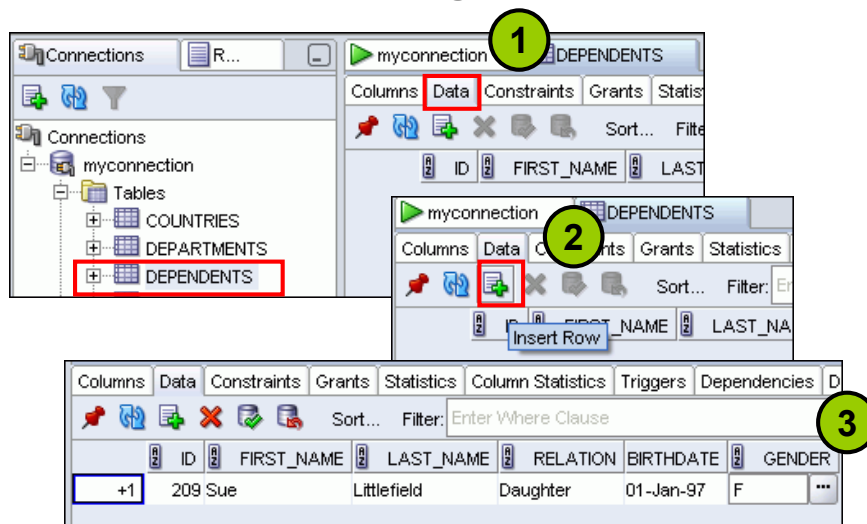 Connections R...
Connections
myconnection
Tables
COUNTRIES
DEPARTMENTS
DEPENDENTS
1
myconnection DEPENDENTS
Columns Data Constraints Grants
Sort...
ID FIRST_NAME
2
myconnection DEPENDENTS
Columns Data Grants Statistics
Sort... Filter:
FIRST_NAME
Insert Row
3
Columns Data Constraints Grants Statistics Column Statistics Triggers Dependencies D
Sort... Filter: Enter Where Clause
ID FIRST_NAME LAST_NAME RELATION BIRTHDATE GENDER
+1 209 Sue Littlefield Daughter 01-Jan-97 F ...